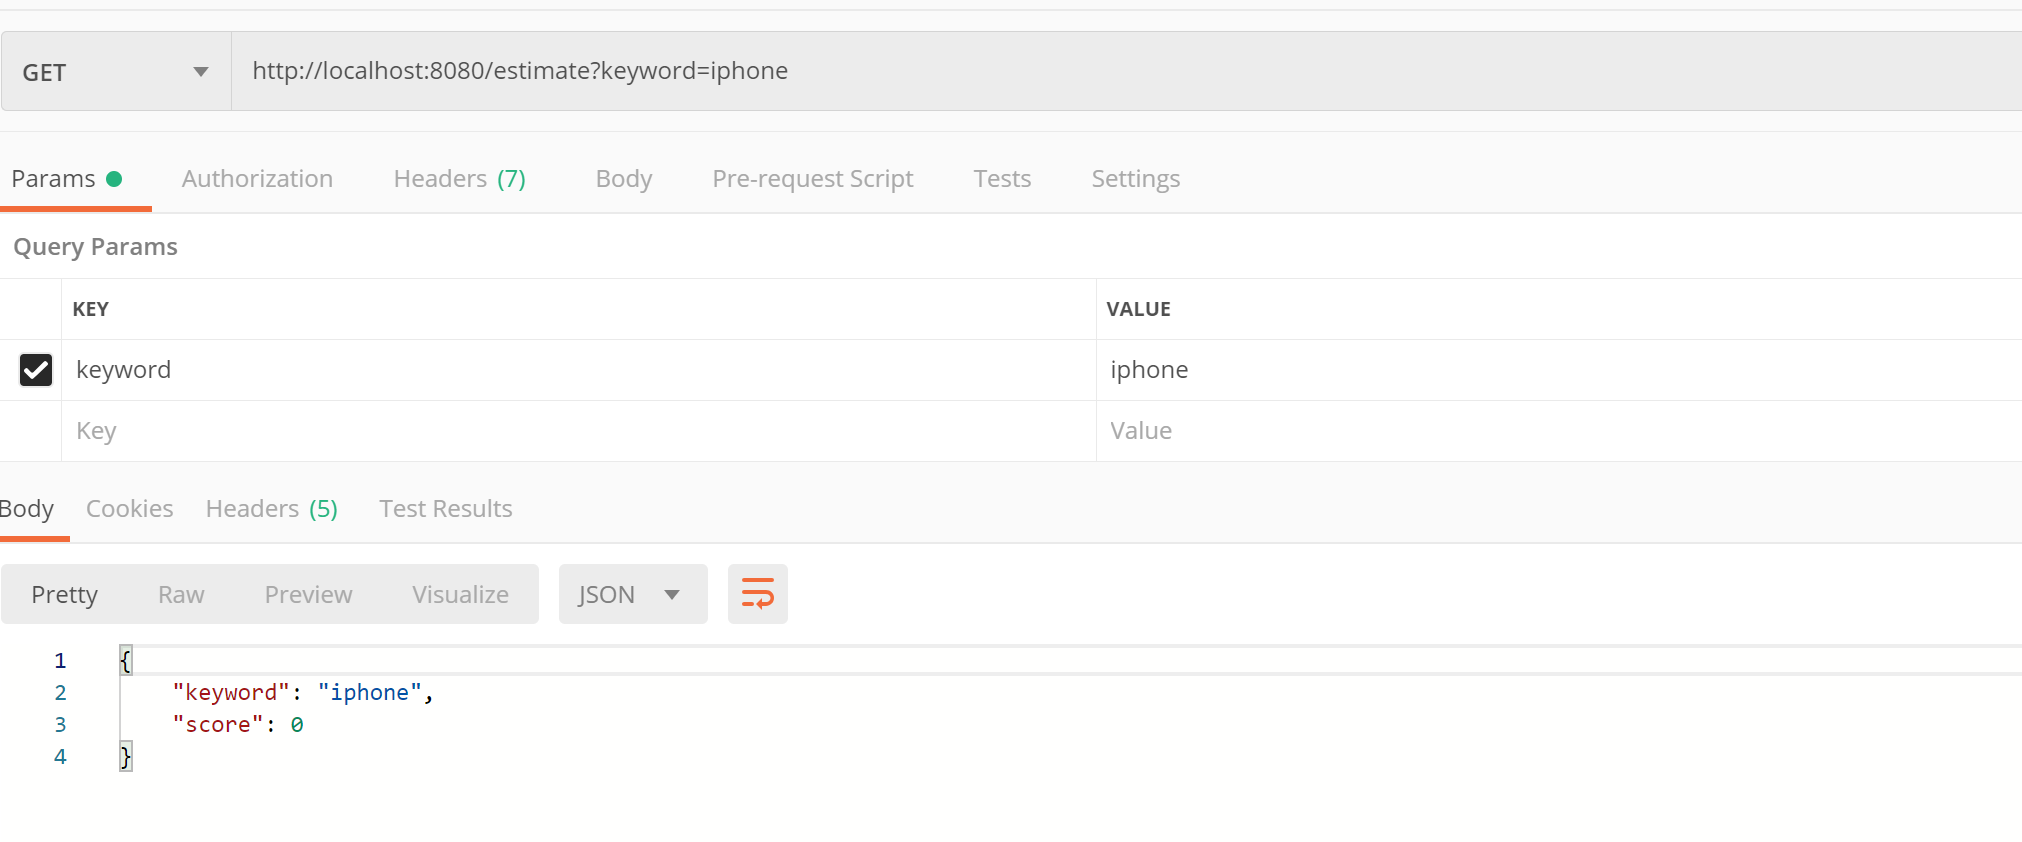 GET http://localhost:8080/estimate?keyword=iphone
Params Authorization Headers (7) Body Pre-request Script Tests Settings
Query Params
KEY VALUE
keyword iphone
Key Value
Body Cookies Headers (5) Test Results
Pretty Raw Preview Visualize JSON
1 {
2 "keyword": "iphone",
3 "score": 0
4 }